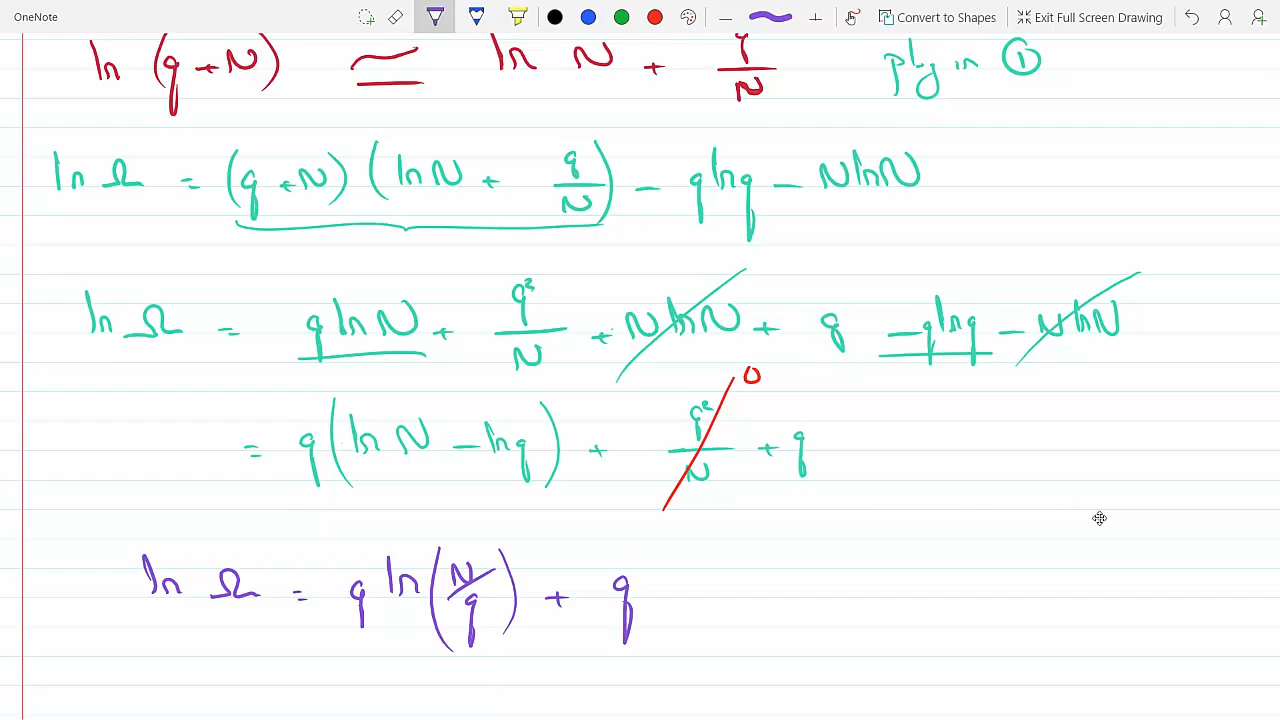 OneNote
Convert to Shapes
Exit Full Screen Drawing
ln (q + N) ≅ ln N + q/N plug in ①
ln Ω = (q + N) (ln N + q/N) − q ln q − N ln N
ln Ω = q ln N + q²/N + N ln N + q − q ln q − N ln N
0
= q (ln N − ln q) + q²/N + q
ln Ω = q ln (N/q) + q